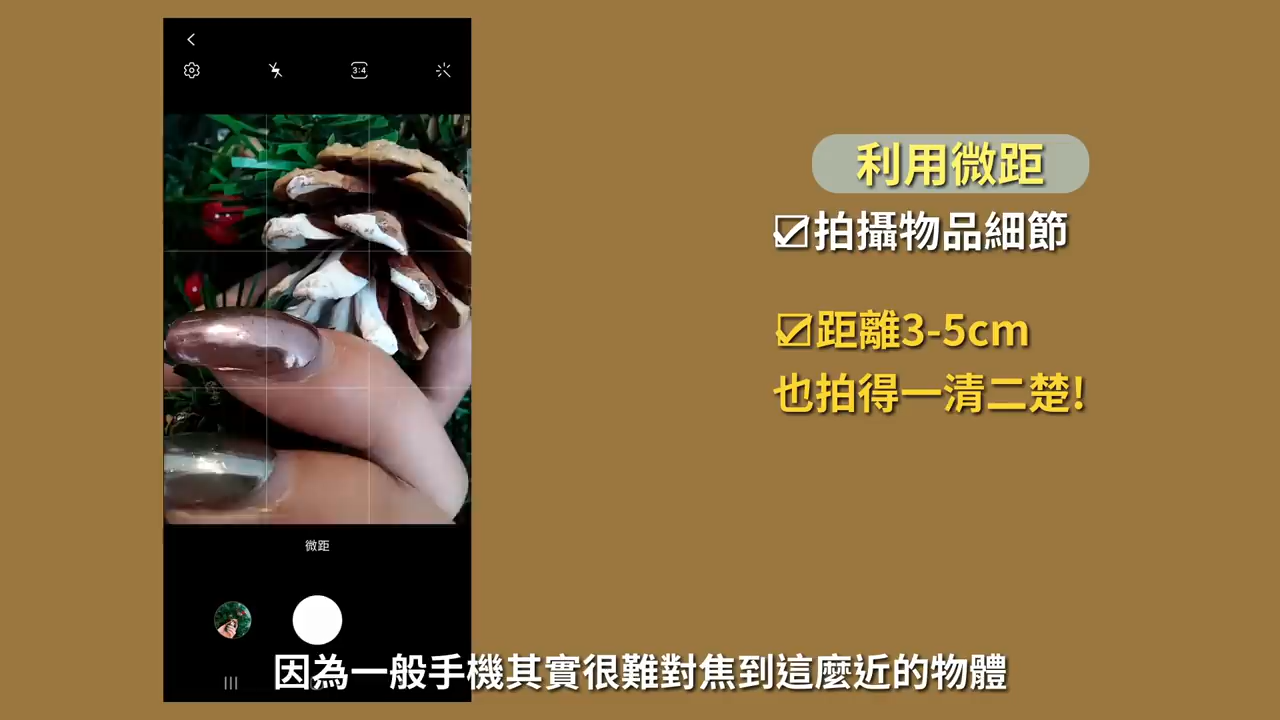 3:4
利用微距
☑拍攝物品細節
☑距離3-5cm
也拍得一清二楚!
微距
因為一般手機其實很難對焦到這麼近的物體